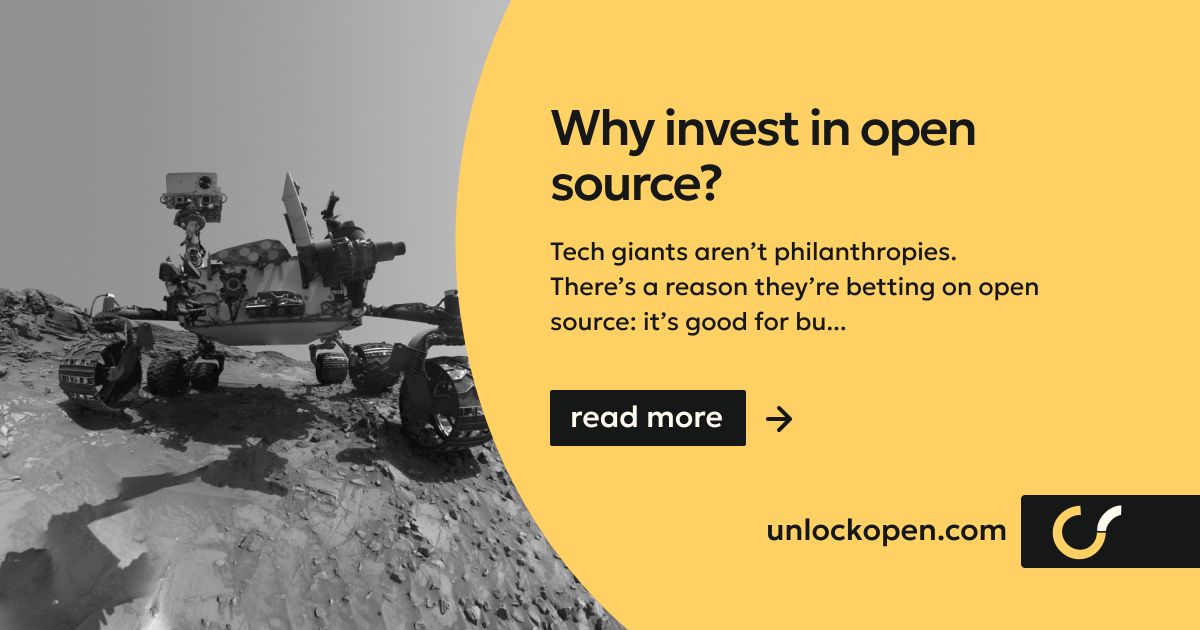 Why invest in open
source?
Tech giants aren’t philanthropies.
There’s a reason they’re betting on open
source: it’s good for bu...
read more
unlockopen.com